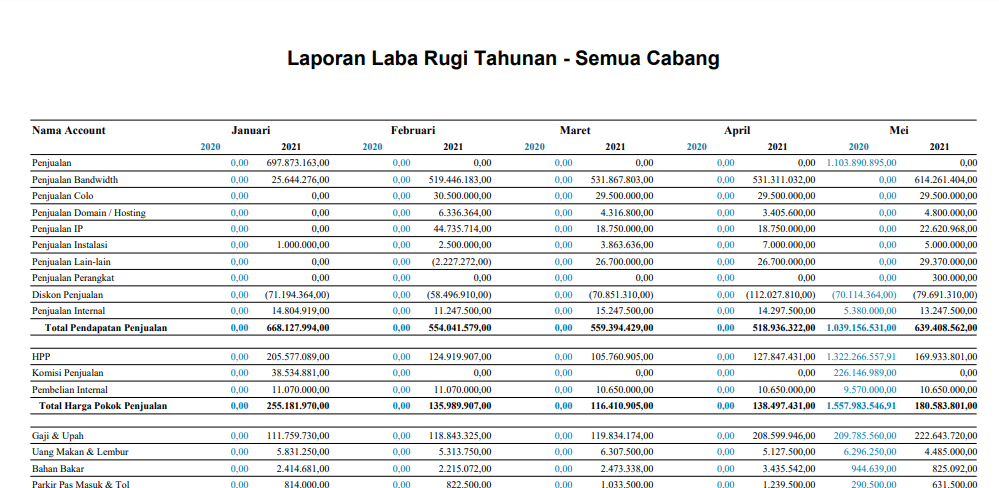 Laporan Laba Rugi Tahunan - Semua Cabang
Nama Account Januari Februari Maret April Mei
2020 2021 2020 2021 2020 2021 2020 2021 2020 2021
Penjualan 0,00 697.873.163,00 0,00 0,00 0,00 0,00 0,00 0,00 1.103.890.895,00 0,00
Penjualan Bandwidth 0,00 25.644.276,00 0,00 519.446.183,00 0,00 531.867.803,00 0,00 531.311.032,00 0,00 614.261.404,00
Penjualan Colo 0,00 0,00 0,00 30.500.000,00 0,00 29.500.000,00 0,00 29.500.000,00 0,00 29.500.000,00
Penjualan Domain / Hosting 0,00 0,00 0,00 6.336.364,00 0,00 4.316.800,00 0,00 3.405.600,00 0,00 4.800.000,00
Penjualan IP 0,00 0,00 0,00 44.735.714,00 0,00 18.750.000,00 0,00 18.750.000,00 0,00 22.620.968,00
Penjualan Instalasi 0,00 1.000.000,00 0,00 2.500.000,00 0,00 3.863.636,00 0,00 7.000.000,00 0,00 5.000.000,00
Penjualan Lain-lain 0,00 0,00 0,00 (2.227.272,00) 0,00 26.700.000,00 0,00 26.700.000,00 0,00 29.370.000,00
Penjualan Perangkat 0,00 0,00 0,00 0,00 0,00 0,00 0,00 0,00 0,00 300.000,00
Diskon Penjualan 0,00 (71.194.364,00) 0,00 (58.496.910,00) 0,00 (70.851.310,00) 0,00 (112.027.810,00) (70.114.364,00) (79.691.310,00)
Penjualan Internal 0,00 14.804.919,00 0,00 11.247.500,00 0,00 15.247.500,00 0,00 14.297.500,00 5.380.000,00 13.247.500,00
Total Pendapatan Penjualan 0,00 668.127.994,00 0,00 554.041.579,00 0,00 559.394.429,00 0,00 518.936.322,00 1.039.156.531,00 639.408.562,00
HPP 0,00 205.577.089,00 0,00 124.919.907,00 0,00 105.760.905,00 0,00 127.847.431,00 1.322.266.557,91 169.933.801,00
Komisi Penjualan 0,00 38.534.881,00 0,00 0,00 0,00 0,00 0,00 0,00 226.146.989,00 0,00
Pembelian Internal 0,00 11.070.000,00 0,00 11.070.000,00 0,00 10.650.000,00 0,00 10.650.000,00 9.570.000,00 10.650.000,00
Total Harga Pokok Penjualan 0,00 255.181.970,00 0,00 135.989.907,00 0,00 116.410.905,00 0,00 138.497.431,00 1.557.983.546,91 180.583.801,00
Gaji & Upah 0,00 111.759.730,00 0,00 118.843.325,00 0,00 119.834.174,00 0,00 208.599.946,00 209.785.560,00 222.643.720,00
Uang Makan & Lembur 0,00 5.831.250,00 0,00 5.313.750,00 0,00 6.307.500,00 0,00 5.127.500,00 6.296.250,00 4.485.000,00
Bahan Bakar 0,00 2.414.681,00 0,00 2.215.072,00 0,00 2.473.338,00 0,00 3.435.542,00 944.639,00 825.092,00
Parkir Pas Masuk & Tol 0,00 814.000,00 0,00 822.500,00 0,00 1.033.500,00 0,00 1.239.500,00 290.500,00 631.500,00